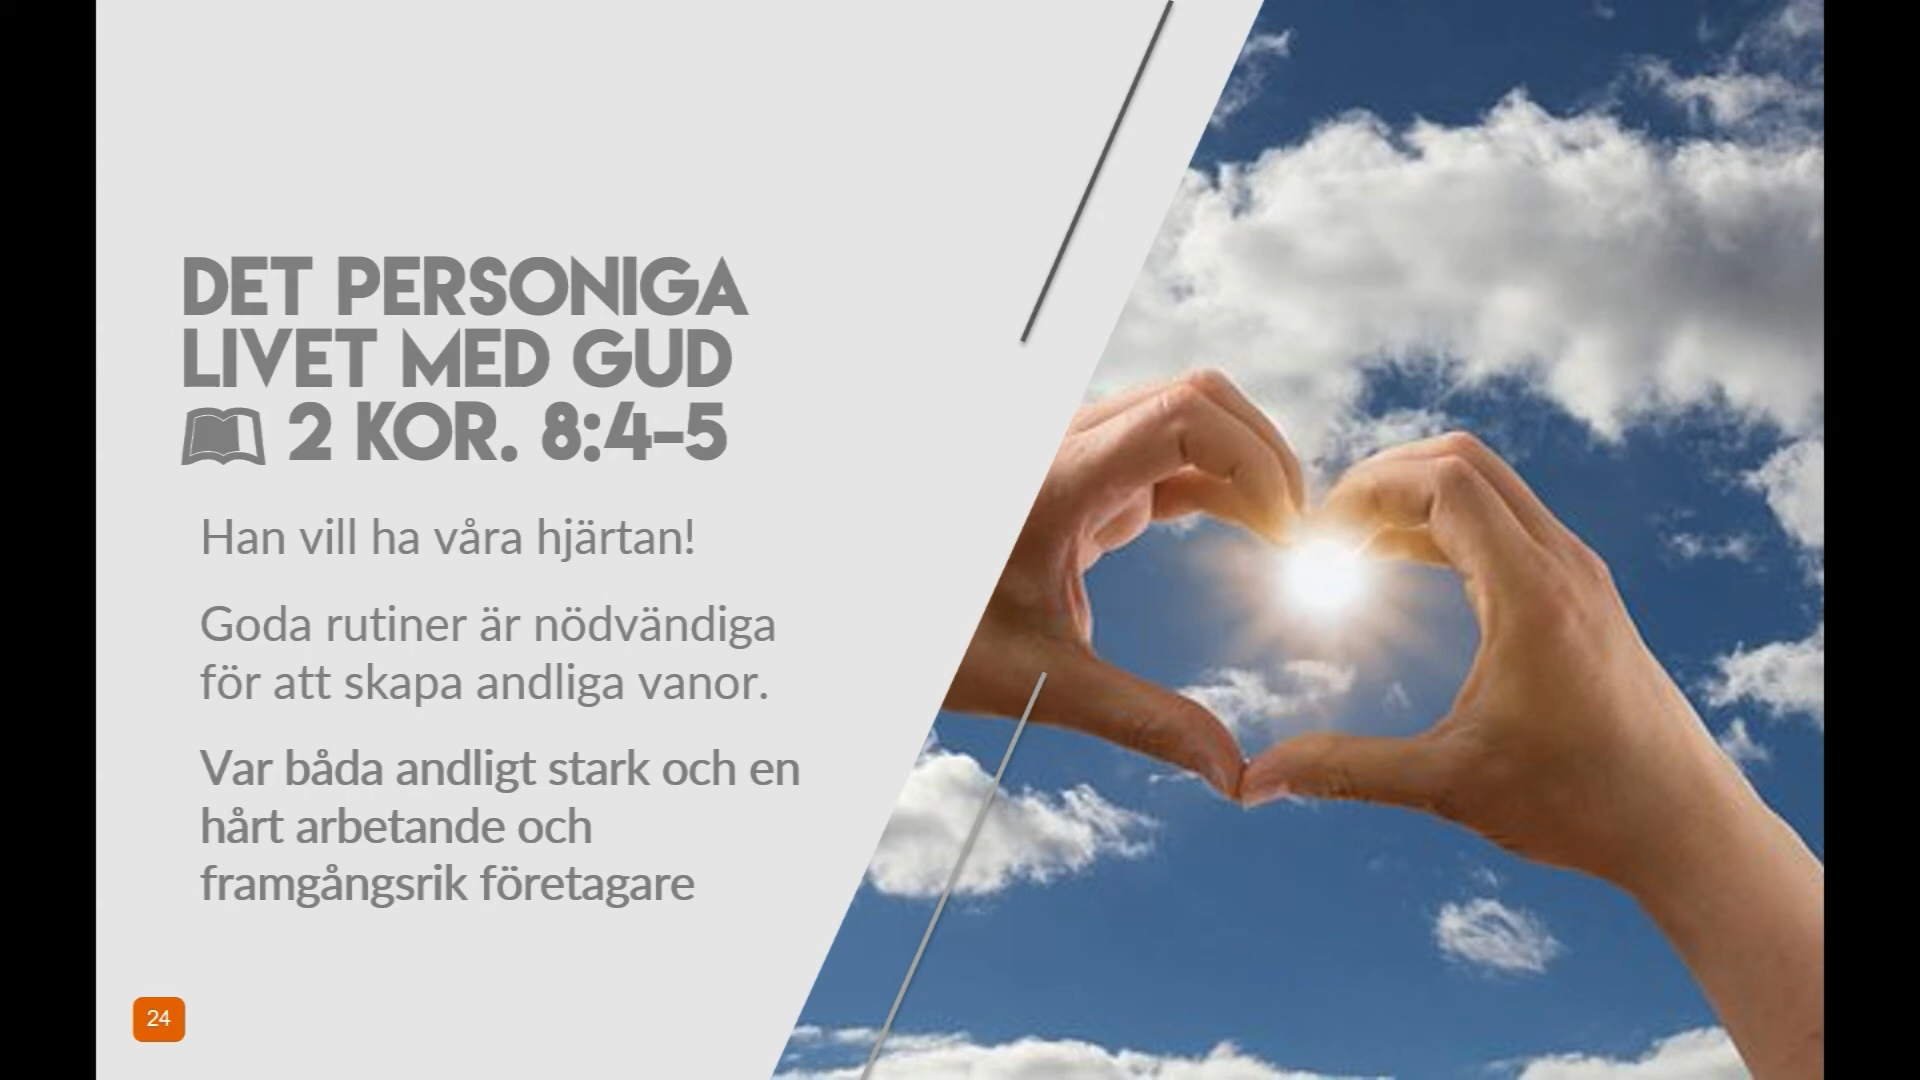 DET PERSONIGA
LIVET MED GUD
2 KOR. 8:4-5
Han vill ha våra hjärtan!
Goda rutiner är nödvändiga
för att skapa andliga vanor.
Var båda andligt stark och en
hårt arbetande och
framgångsrik företagare
24